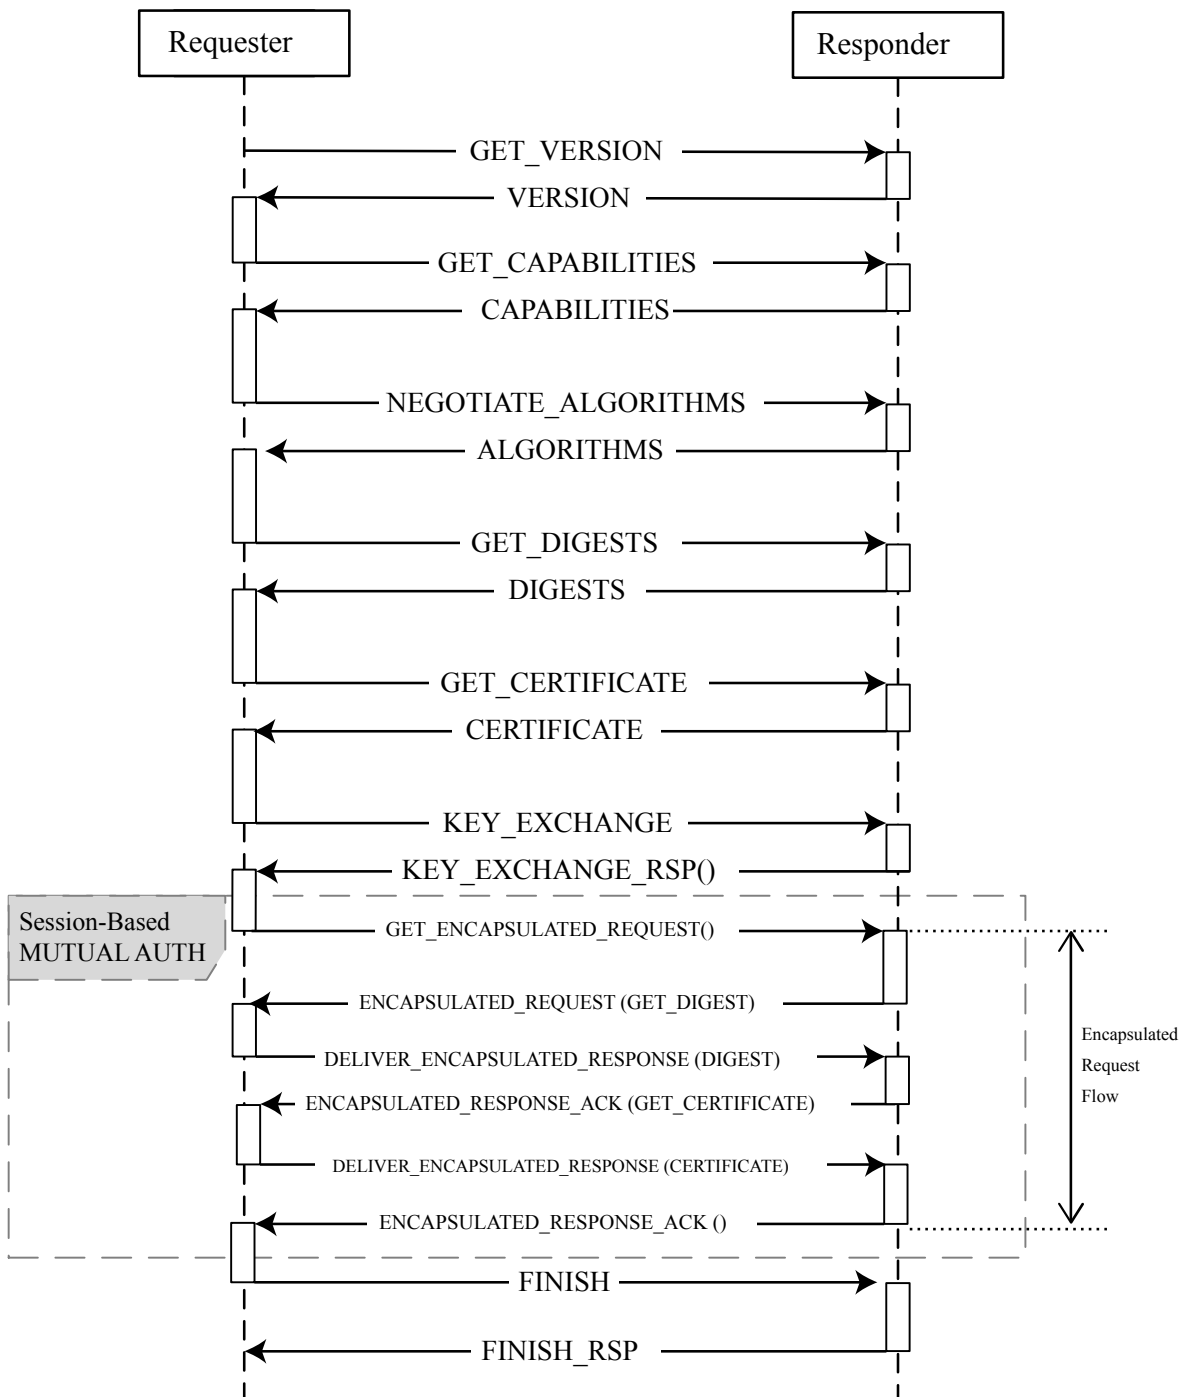 Requester
Responder
GET_VERSION
VERSION
GET_CAPABILITIES
CAPABILITIES
NEGOTIATE_ALGORITHMS
ALGORITHMS
GET_DIGESTS
DIGESTS
GET_CERTIFICATE
CERTIFICATE
KEY_EXCHANGE
KEY_EXCHANGE_RSP()
Session-Based
MUTUAL AUTH
GET_ENCAPSULATED_REQUEST()
ENCAPSULATED_REQUEST (GET_DIGEST)
DELIVER_ENCAPSULATED_RESPONSE (DIGEST)
ENCAPSULATED_RESPONSE_ACK (GET_CERTIFICATE)
DELIVER_ENCAPSULATED_RESPONSE (CERTIFICATE)
ENCAPSULATED_RESPONSE_ACK ()
Encapsulated
Request
Flow
FINISH
FINISH_RSP